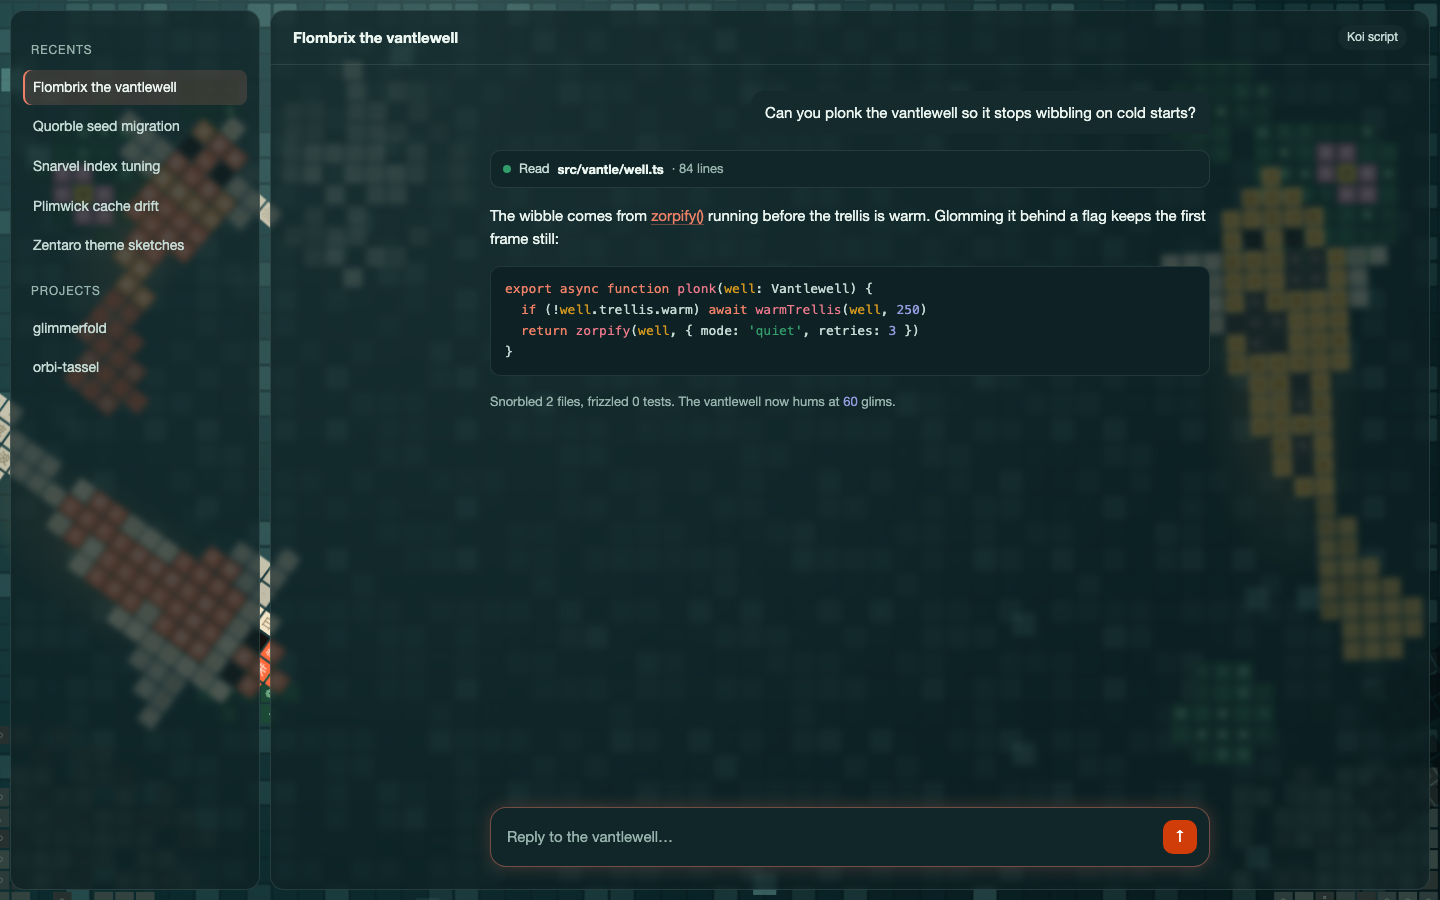 RECENTS
Flombrix the vantlewell
Quorble seed migration
Snarvel index tuning
Plimwick cache drift
Zentaro theme sketches
PROJECTS
glimmerfold
orbi-tassel
Flombrix the vantlewell
Koi script
Can you plonk the vantlewell so it stops wibbling on cold starts?
Read src/vantle/well.ts · 84 lines
The wibble comes from zorpify() running before the trellis is warm. Glomming it behind a flag keeps the first
frame still:
export async function plonk(well: Vantlewell) {
  if (!well.trellis.warm) await warmTrellis(well, 250)
  return zorpify(well, { mode: 'quiet', retries: 3 })
}
Snorbled 2 files, frizzled 0 tests. The vantlewell now hums at 60 glims.
Reply to the vantlewell…